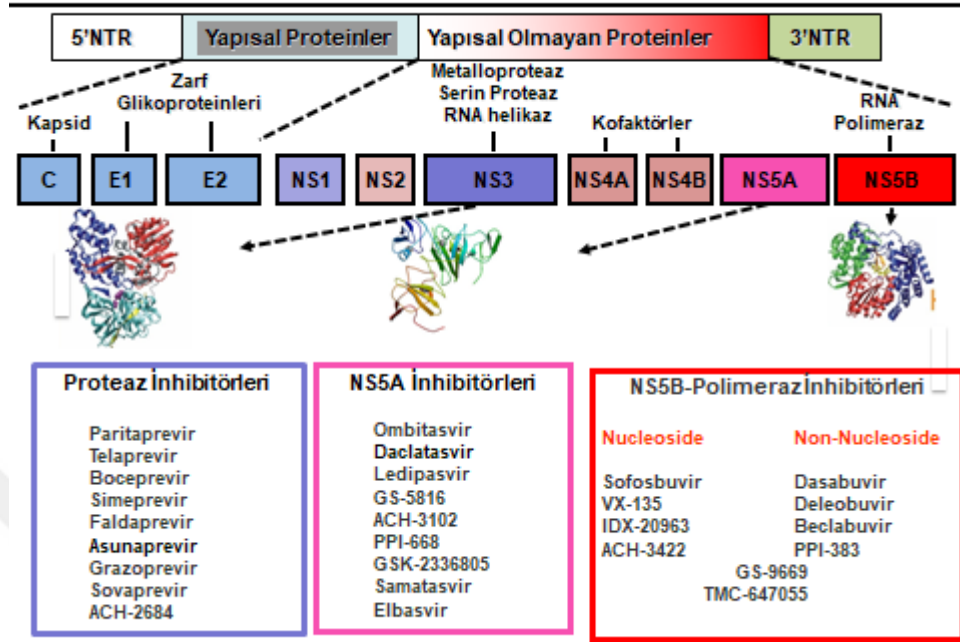 5'NTR
Yapısal Proteinler
Yapısal Olmayan Proteinler
3'NTR
Zarf
Glikoproteinleri
Kapsid
Metalloproteaz
Serin Proteaz
RNA helikaz
Kofaktörler
RNA
Polimeraz
C
E1
E2
NS1
NS2
NS3
NS4A
NS4B
NS5A
NS5B
Proteaz İnhibitörleri
Paritaprevir
Telaprevir
Boceprevir
Simeprevir
Faldaprevir
Asunaprevir
Grazoprevir
Sovaprevir
ACH-2684
NS5A İnhibitörleri
Ombitasvir
Daclatasvir
Ledipasvir
GS-5816
ACH-3102
PPI-668
GSK-2336805
Samatasvir
Elbasvir
NS5B-Polimeraz İnhibitörleri
Nucleoside
Sofosbuvir
VX-135
IDX-20963
ACH-3422
Non-Nucleoside
Dasabuvir
Deleobuvir
Beclabuvir
PPI-383
GS-9669
TMC-647055